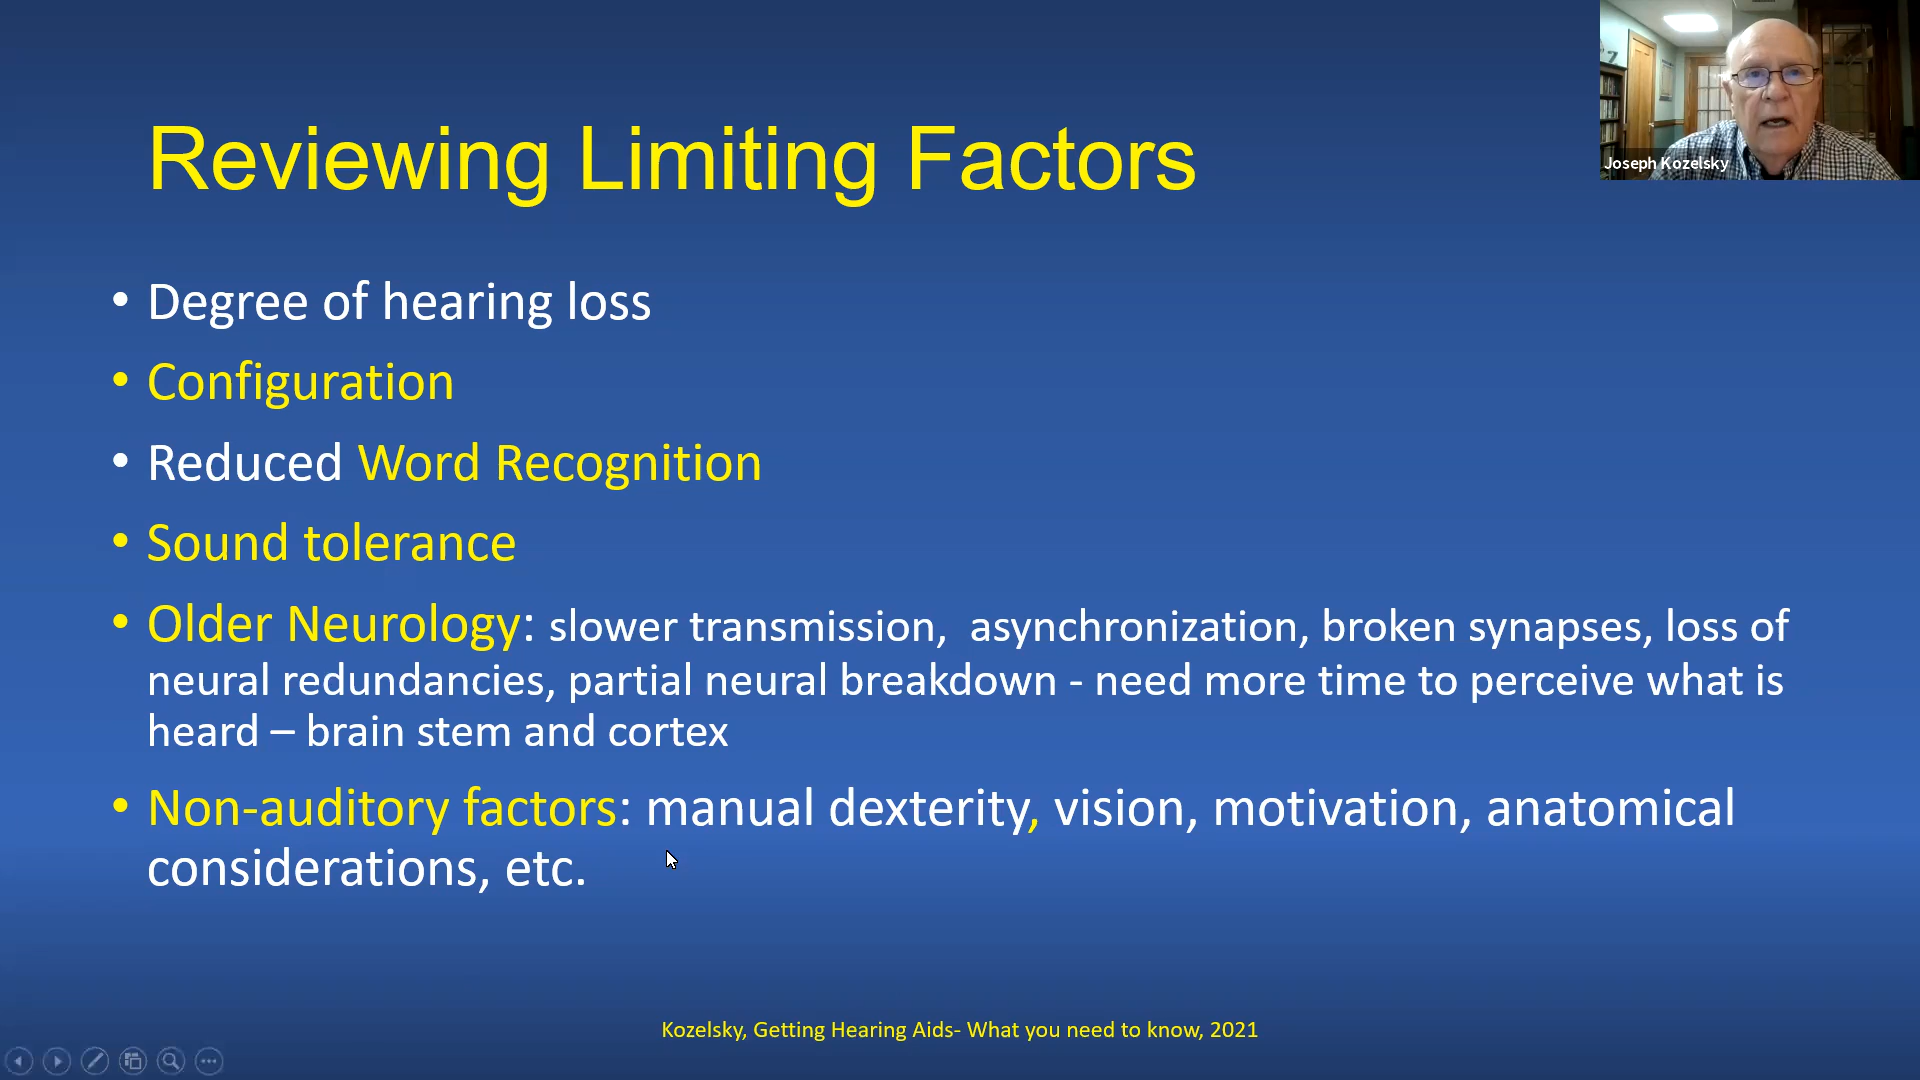 Reviewing Limiting Factors
Joseph Kozelsky
• Degree of hearing loss
• Configuration
• Reduced Word Recognition
• Sound tolerance
• Older Neurology: slower transmission,  asynchronization, broken synapses, loss of
neural redundancies, partial neural breakdown - need more time to perceive what is
heard – brain stem and cortex
• Non-auditory factors: manual dexterity, vision, motivation, anatomical
considerations, etc.
Kozelsky, Getting Hearing Aids- What you need to know, 2021